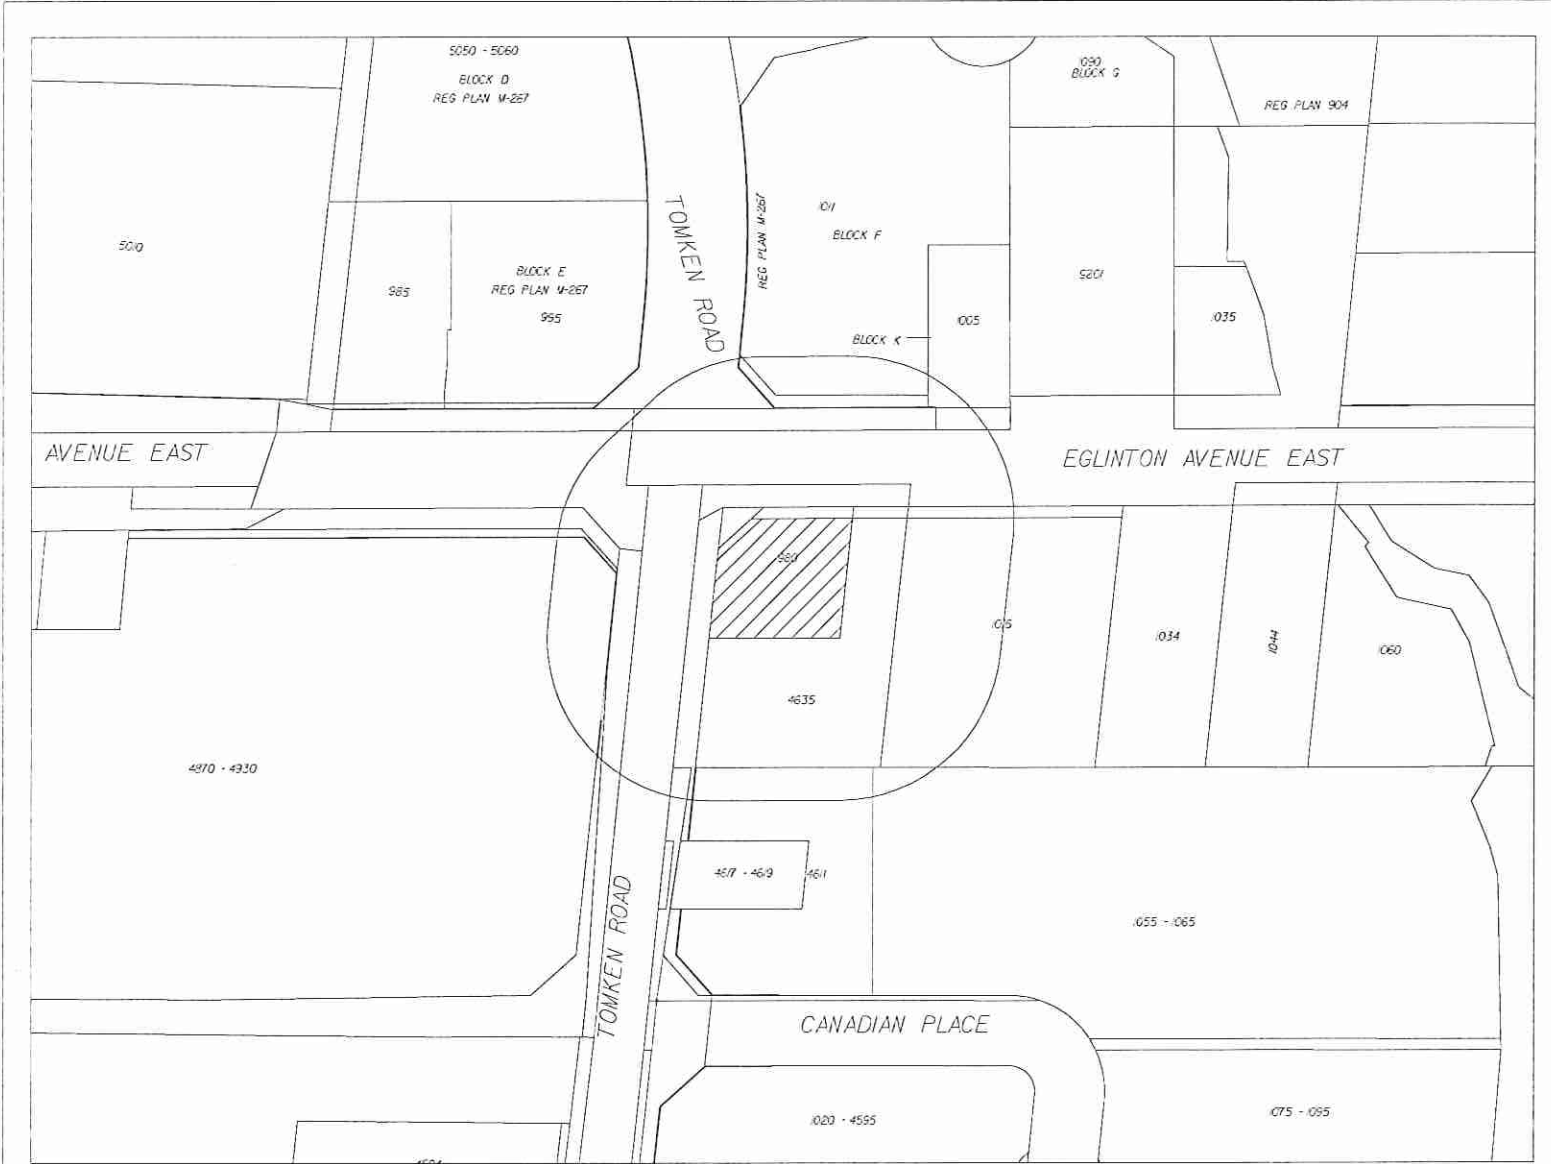 5050 - 5060
BLOCK D
REG PLAN M-267
1090
BLOCK G
REG PLAN 904
5010
985
BLOCK E
REG PLAN M-267
995
TOMKEN ROAD
REG PLAN M-267
1011
BLOCK F
BLOCK K
1005
1025
1035
AVENUE EAST
EGLINTON AVENUE EAST
980
1034
1044
1060
4635
4870 - 4930
4617 - 4619
4611
1055 - 1065
TOMKEN ROAD
CANADIAN PLACE
1020 - 4595
1075 - 1095